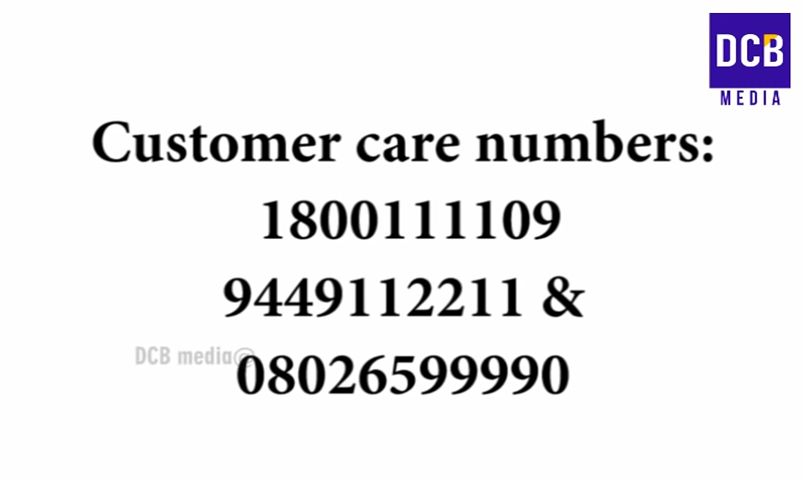 DCB
MEDIA
Customer care numbers:
1800111109
9449112211 &
DCB media@
08026599990